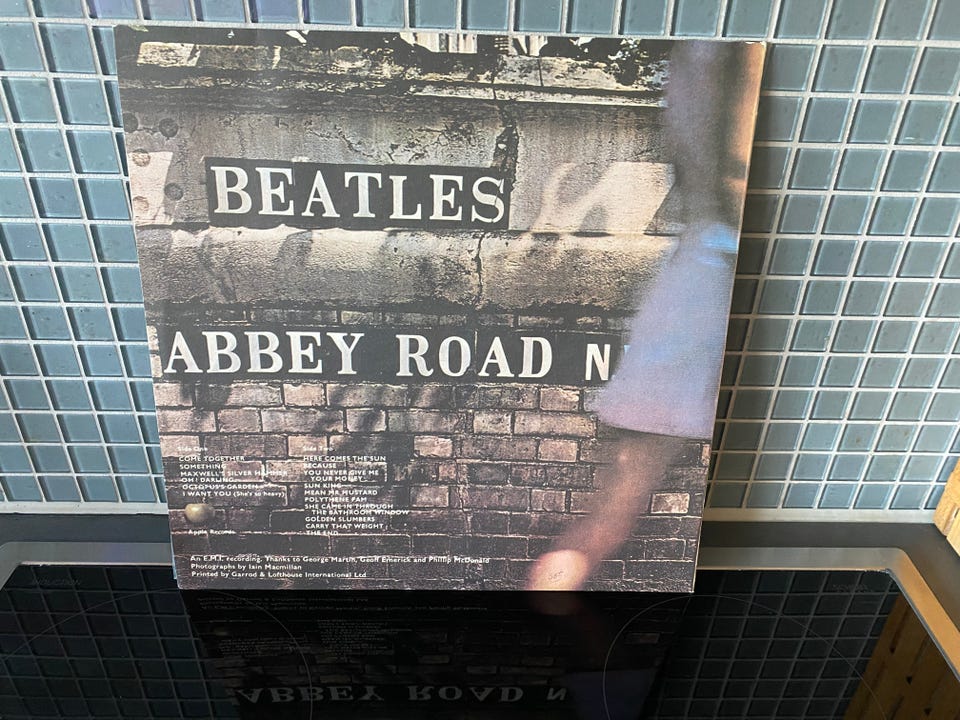 BEATLES
ABBEY ROAD N
Side One
COME TOGETHER
SOMETHING
MAXWELL'S SILVER HAMMER
OH! DARLING
OCTOPUS'S GARDEN
I WANT YOU (She's so heavy)
Apple Records
Side Two
HERE COMES THE SUN
BECAUSE
YOU NEVER GIVE ME
YOUR MONEY
SUN KING
MEAN MR MUSTARD
POLYTHENE PAM
SHE CAME IN THROUGH
THE BATHROOM WINDOW
GOLDEN SLUMBERS
CARRY THAT WEIGHT
THE END
An E.M.I. recording. Thanks to George Martin, Geoff Emerick and Phillip McDonald
Photographs by Iain Macmillan
Printed by Garrod & Lofthouse International Ltd
INDUCTION